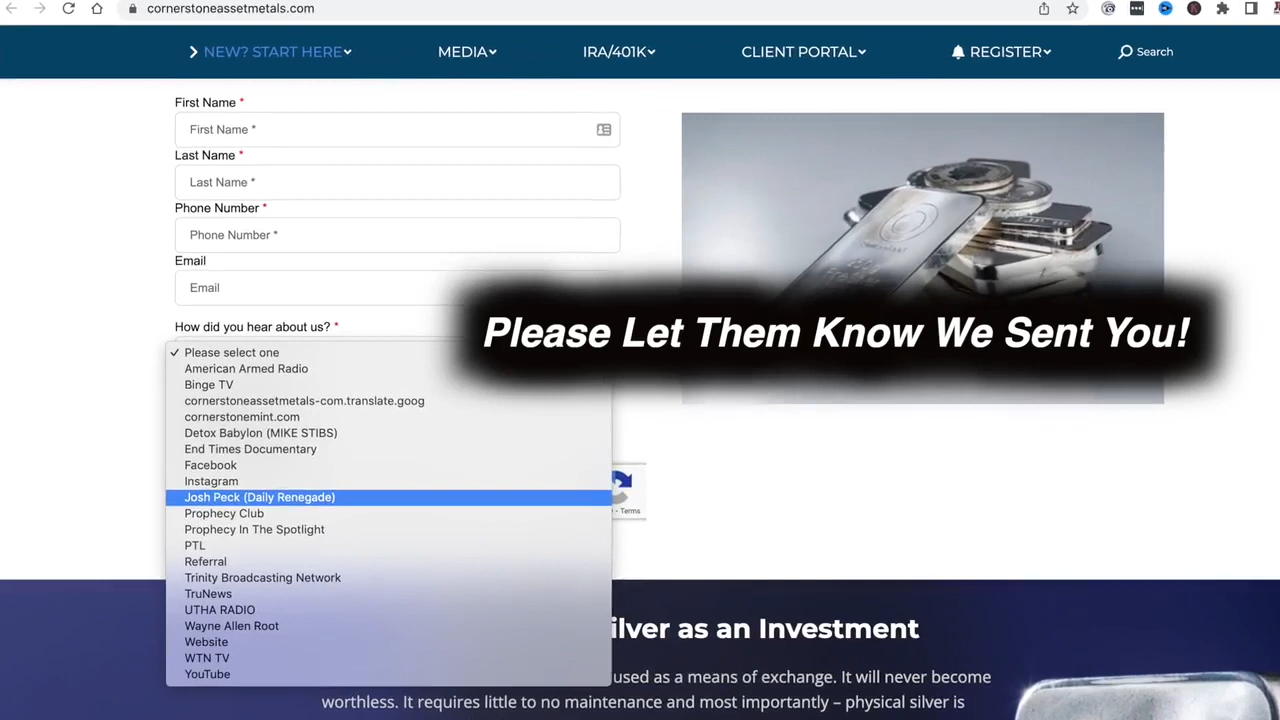 cornerstoneassetmetals.com
NEW? START HERE
MEDIA
IRA/401K
CLIENT PORTAL
REGISTER
Search
First Name *
First Name *
Last Name *
Last Name *
Phone Number *
Phone Number *
Email
Email
How did you hear about us? *
Please Let Them Know We Sent You!
✓ Please select one
American Armed Radio
Binge TV
cornerstoneassetmetals-com.translate.goog
cornerstonemint.com
Detox Babylon (MIKE STIBS)
End Times Documentary
Facebook
Instagram
Josh Peck (Daily Renegade)
Prophecy Club
Prophecy In The Spotlight
PTL
Referral
Trinity Broadcasting Network
TruNews
UTHA RADIO
Wayne Allen Root
Website
WTN TV
YouTube
- Terms
ilver as an Investment
used as a means of exchange. It will never become
worthless. It requires little to no maintenance and most importantly – physical silver is